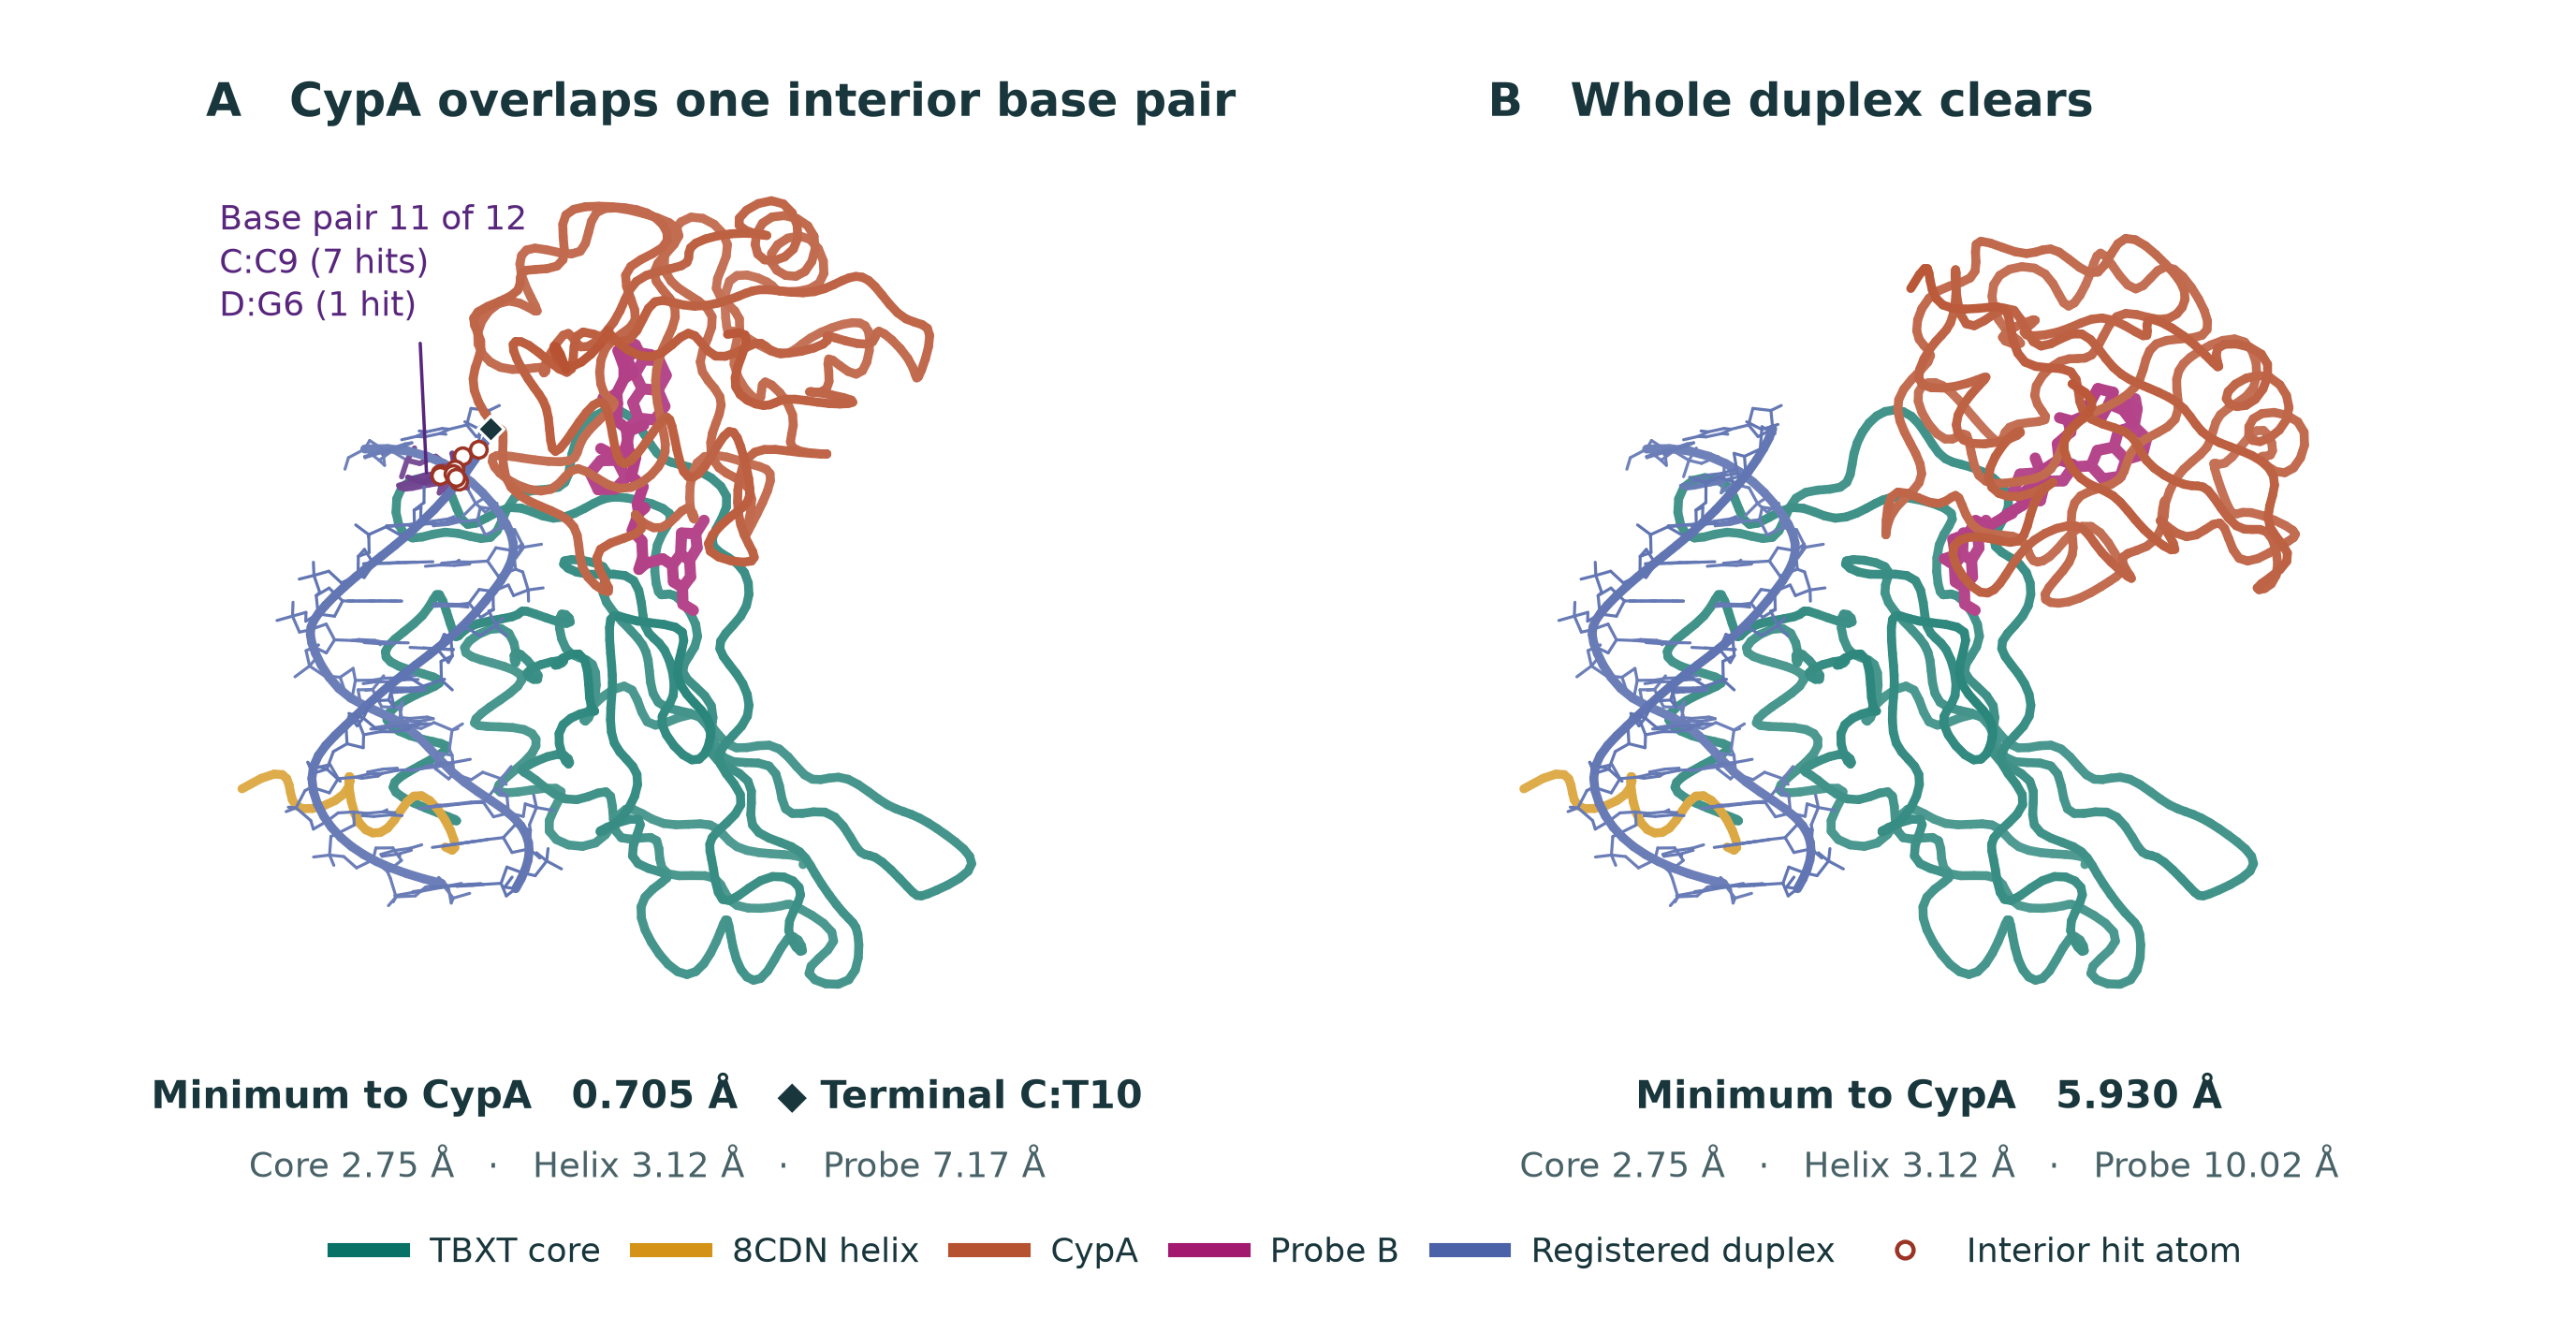 A CypA overlaps one interior base pair
Base pair 11 of 12
C:C9 (7 hits)
D:G6 (1 hit)
Minimum to CypA 0.705 Å ◆ Terminal C:T10
Core 2.75 Å · Helix 3.12 Å · Probe 7.17 Å
B Whole duplex clears
Minimum to CypA 5.930 Å
Core 2.75 Å · Helix 3.12 Å · Probe 10.02 Å
TBXT core 8CDN helix CypA Probe B Registered duplex Interior hit atom